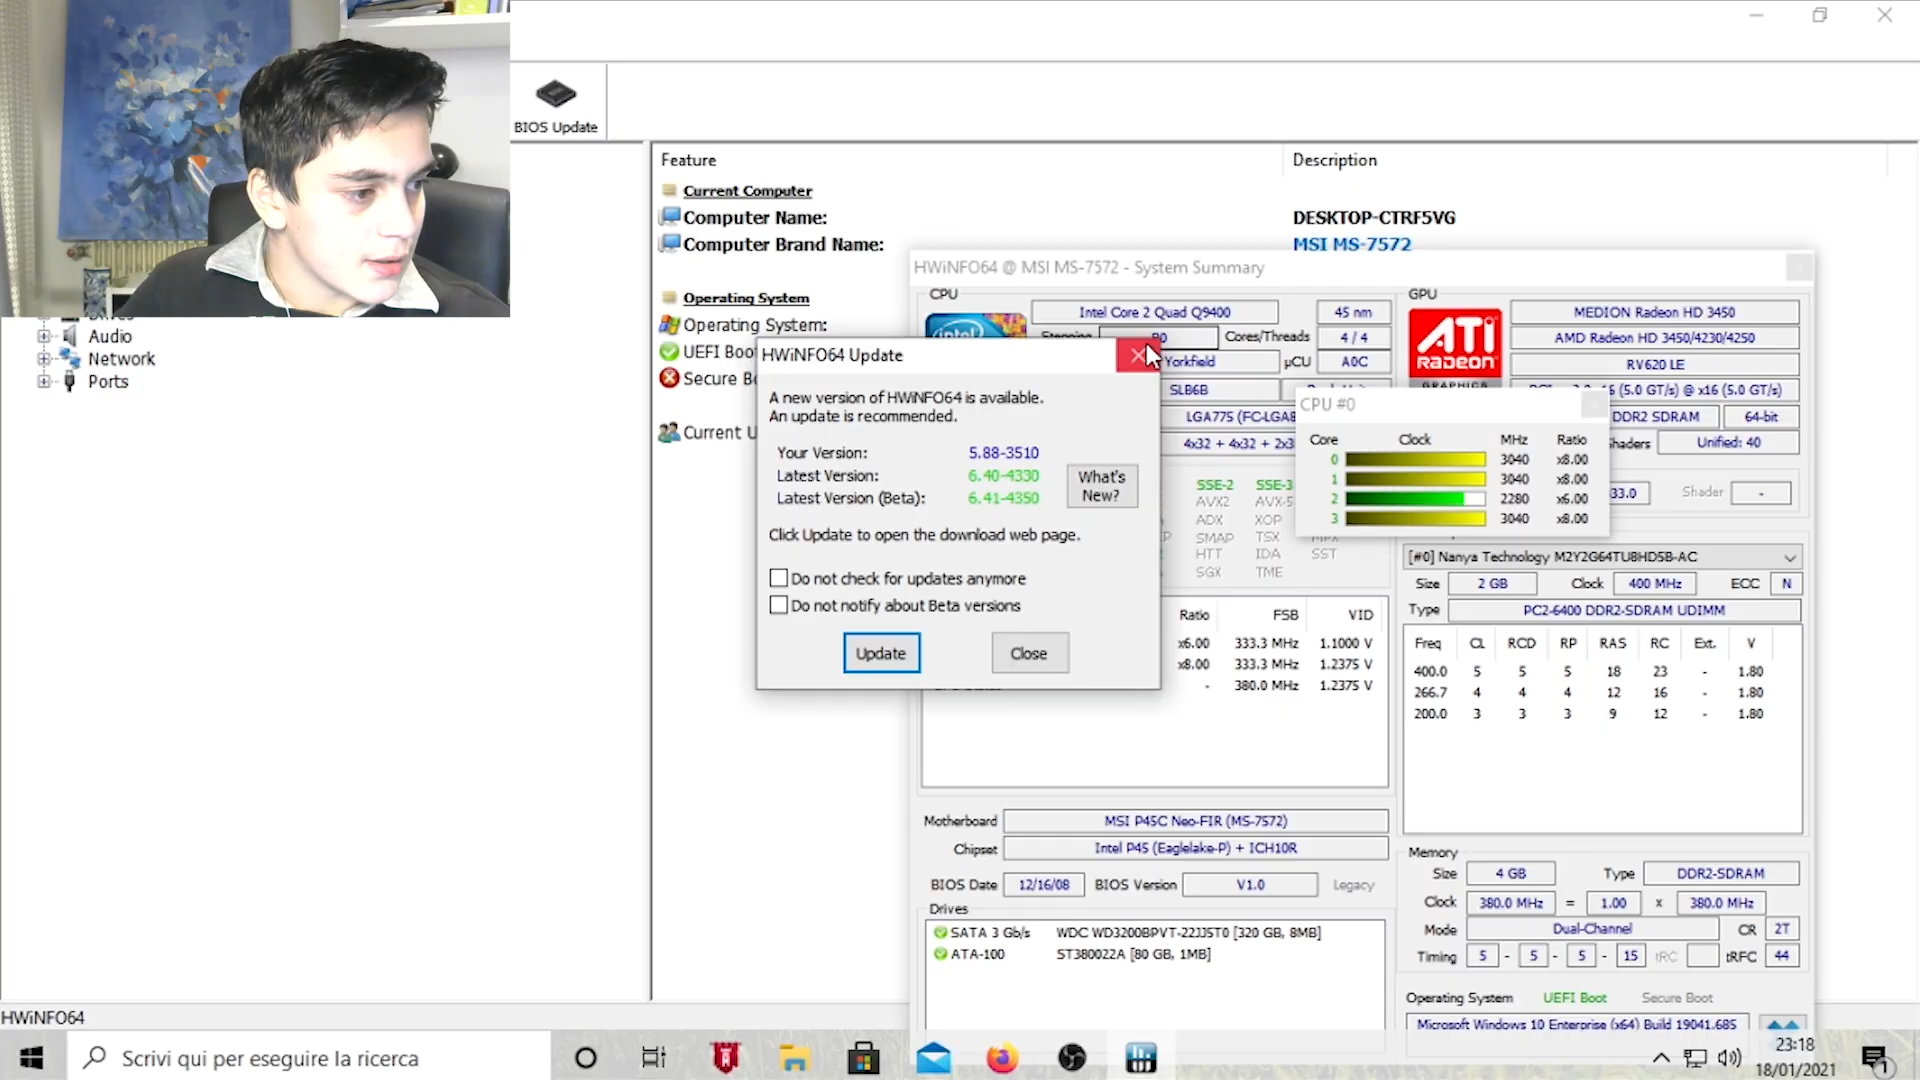 BIOS Update
Feature
Description
Current Computer
Computer Name:
DESKTOP-CTRF5VG
Computer Brand Name:
MSI MS-7572
Operating System
Operating System:
UEFI Boo
Secure Bo
Current U
Audio
Network
Ports
HWiNFO64 @ MSI MS-7572 - System Summary
CPU
Intel Core 2 Quad Q9400
45 nm
Cores/Threads
4 / 4
Yorkfield
µCU
A0C
SLB6B
LGA775 (FC-LGA8
4x32 + 4x32 + 2x3
SSE-2 SSE-3
AVX2 AVX-5
ADX XOP
SMAP TSX
HTT IDA SST
SGX TME
Ratio FSB VID
x6.00 333.3 MHz 1.1000 V
x8.00 333.3 MHz 1.2375 V
- 380.0 MHz 1.2375 V
HWiNFO64 Update
A new version of HWiNFO64 is available.
An update is recommended.
Your Version: 5.88-3510
Latest Version: 6.40-4330
Latest Version (Beta): 6.41-4350
What's
New?
Click Update to open the download web page.
Do not check for updates anymore
Do not notify about Beta versions
Update
Close
GPU
ATI
RADEON
GRAPHICS
MEDION Radeon HD 3450
AMD Radeon HD 3450/4230/4250
RV620 LE
x16 (5.0 GT/s) @ x16 (5.0 GT/s)
DDR2 SDRAM
64-bit
Unified: 40
33.0
Shader
-
CPU #0
Core Clock MHz Ratio
0 3040 x8.00
1 3040 x8.00
2 2280 x6.00
3 3040 x8.00
[#0] Nanya Technology M2Y2G64TU8HD5B-AC
Size 2 GB Clock 400 MHz ECC N
Type PC2-6400 DDR2-SDRAM UDIMM
Freq CL RCD RP RAS RC Ext. V
400.0 5 5 5 18 23 - 1.80
266.7 4 4 4 12 16 - 1.80
200.0 3 3 3 9 12 - 1.80
Motherboard MSI P45C Neo-FIR (MS-7572)
Chipset Intel P45 (Eaglelake-P) + ICH10R
BIOS Date 12/16/08 BIOS Version V1.0 Legacy
Drives
SATA 3 Gb/s WDC WD3200BPVT-22JJ5T0 [320 GB, 8MB]
ATA-100 ST380022A [80 GB, 1MB]
Memory
Size 4 GB Type DDR2-SDRAM
Clock 380.0 MHz = 1.00 x 380.0 MHz
Mode Dual-Channel CR 2T
Timing 5 - 5 - 5 - 15 tRC tRFC 44
Operating System UEFI Boot Secure Boot
Microsoft Windows 10 Enterprise (x64) Build 19041.685
HWiNFO64
Scrivi qui per eseguire la ricerca
23:18
18/01/2021
1